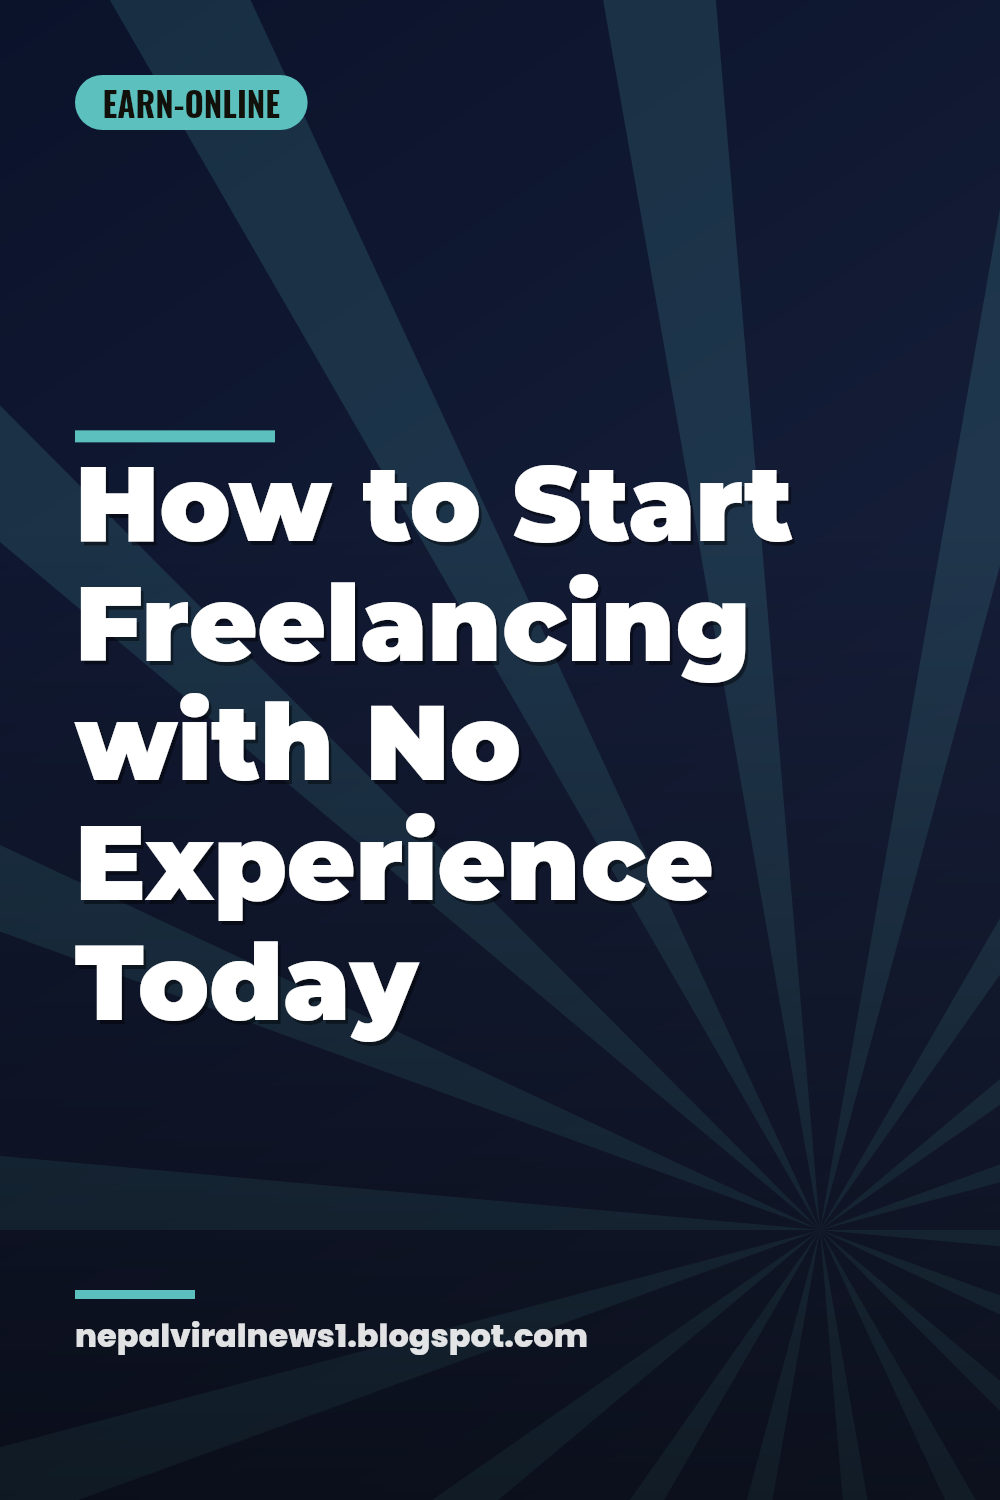 EARN-ONLINE
How to Start
Freelancing
with No
Experience
Today
nepalviralnews1.blogspot.com